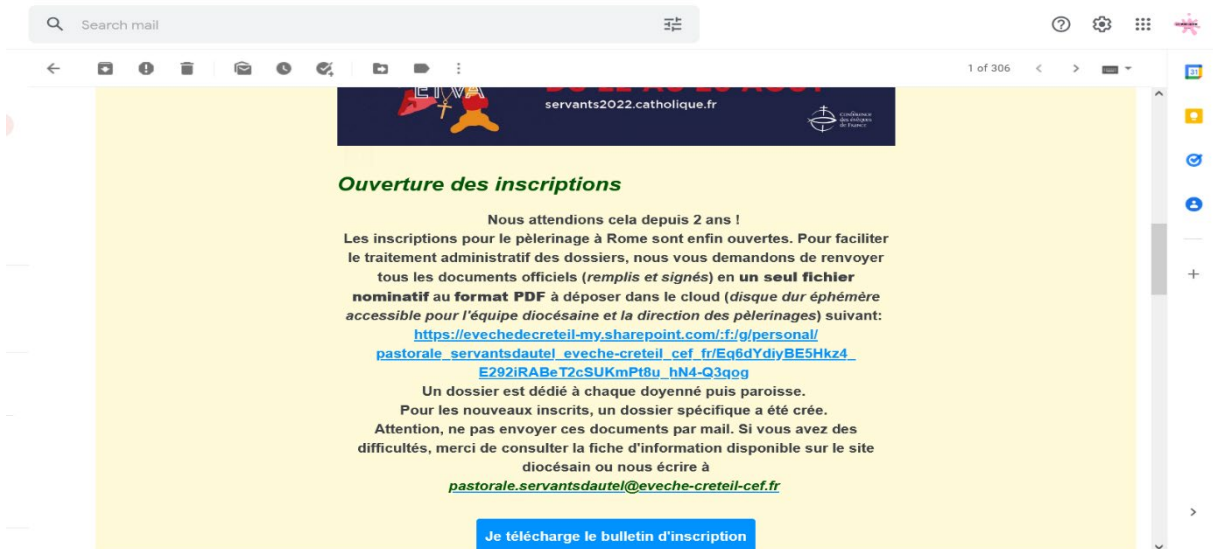 Search mail
1 of 306
31
servants2022.catholique.fr
Conférence
des évêques
de France
Ouverture des inscriptions
Nous attendions cela depuis 2 ans !
Les inscriptions pour le pèlerinage à Rome sont enfin ouvertes. Pour faciliter
le traitement administratif des dossiers, nous vous demandons de renvoyer
tous les documents officiels (remplis et signés) en un seul fichier
nominatif au format PDF à déposer dans le cloud (disque dur éphémère
accessible pour l'équipe diocésaine et la direction des pèlerinages) suivant:
https://evechedecreteil-my.sharepoint.com/:f:/g/personal/
pastorale_servantsdautel_eveche-creteil_cef_fr/Eq6dYdiyBE5Hkz4_
E292iRABeT2cSUKmPt8u_hN4-Q3qog
Un dossier est dédié à chaque doyenné puis paroisse.
Pour les nouveaux inscrits, un dossier spécifique a été crée.
Attention, ne pas envoyer ces documents par mail. Si vous avez des
difficultés, merci de consulter la fiche d'information disponible sur le site
diocésain ou nous écrire à
pastorale.servantsdautel@eveche-creteil-cef.fr
Je télécharge le bulletin d'inscription